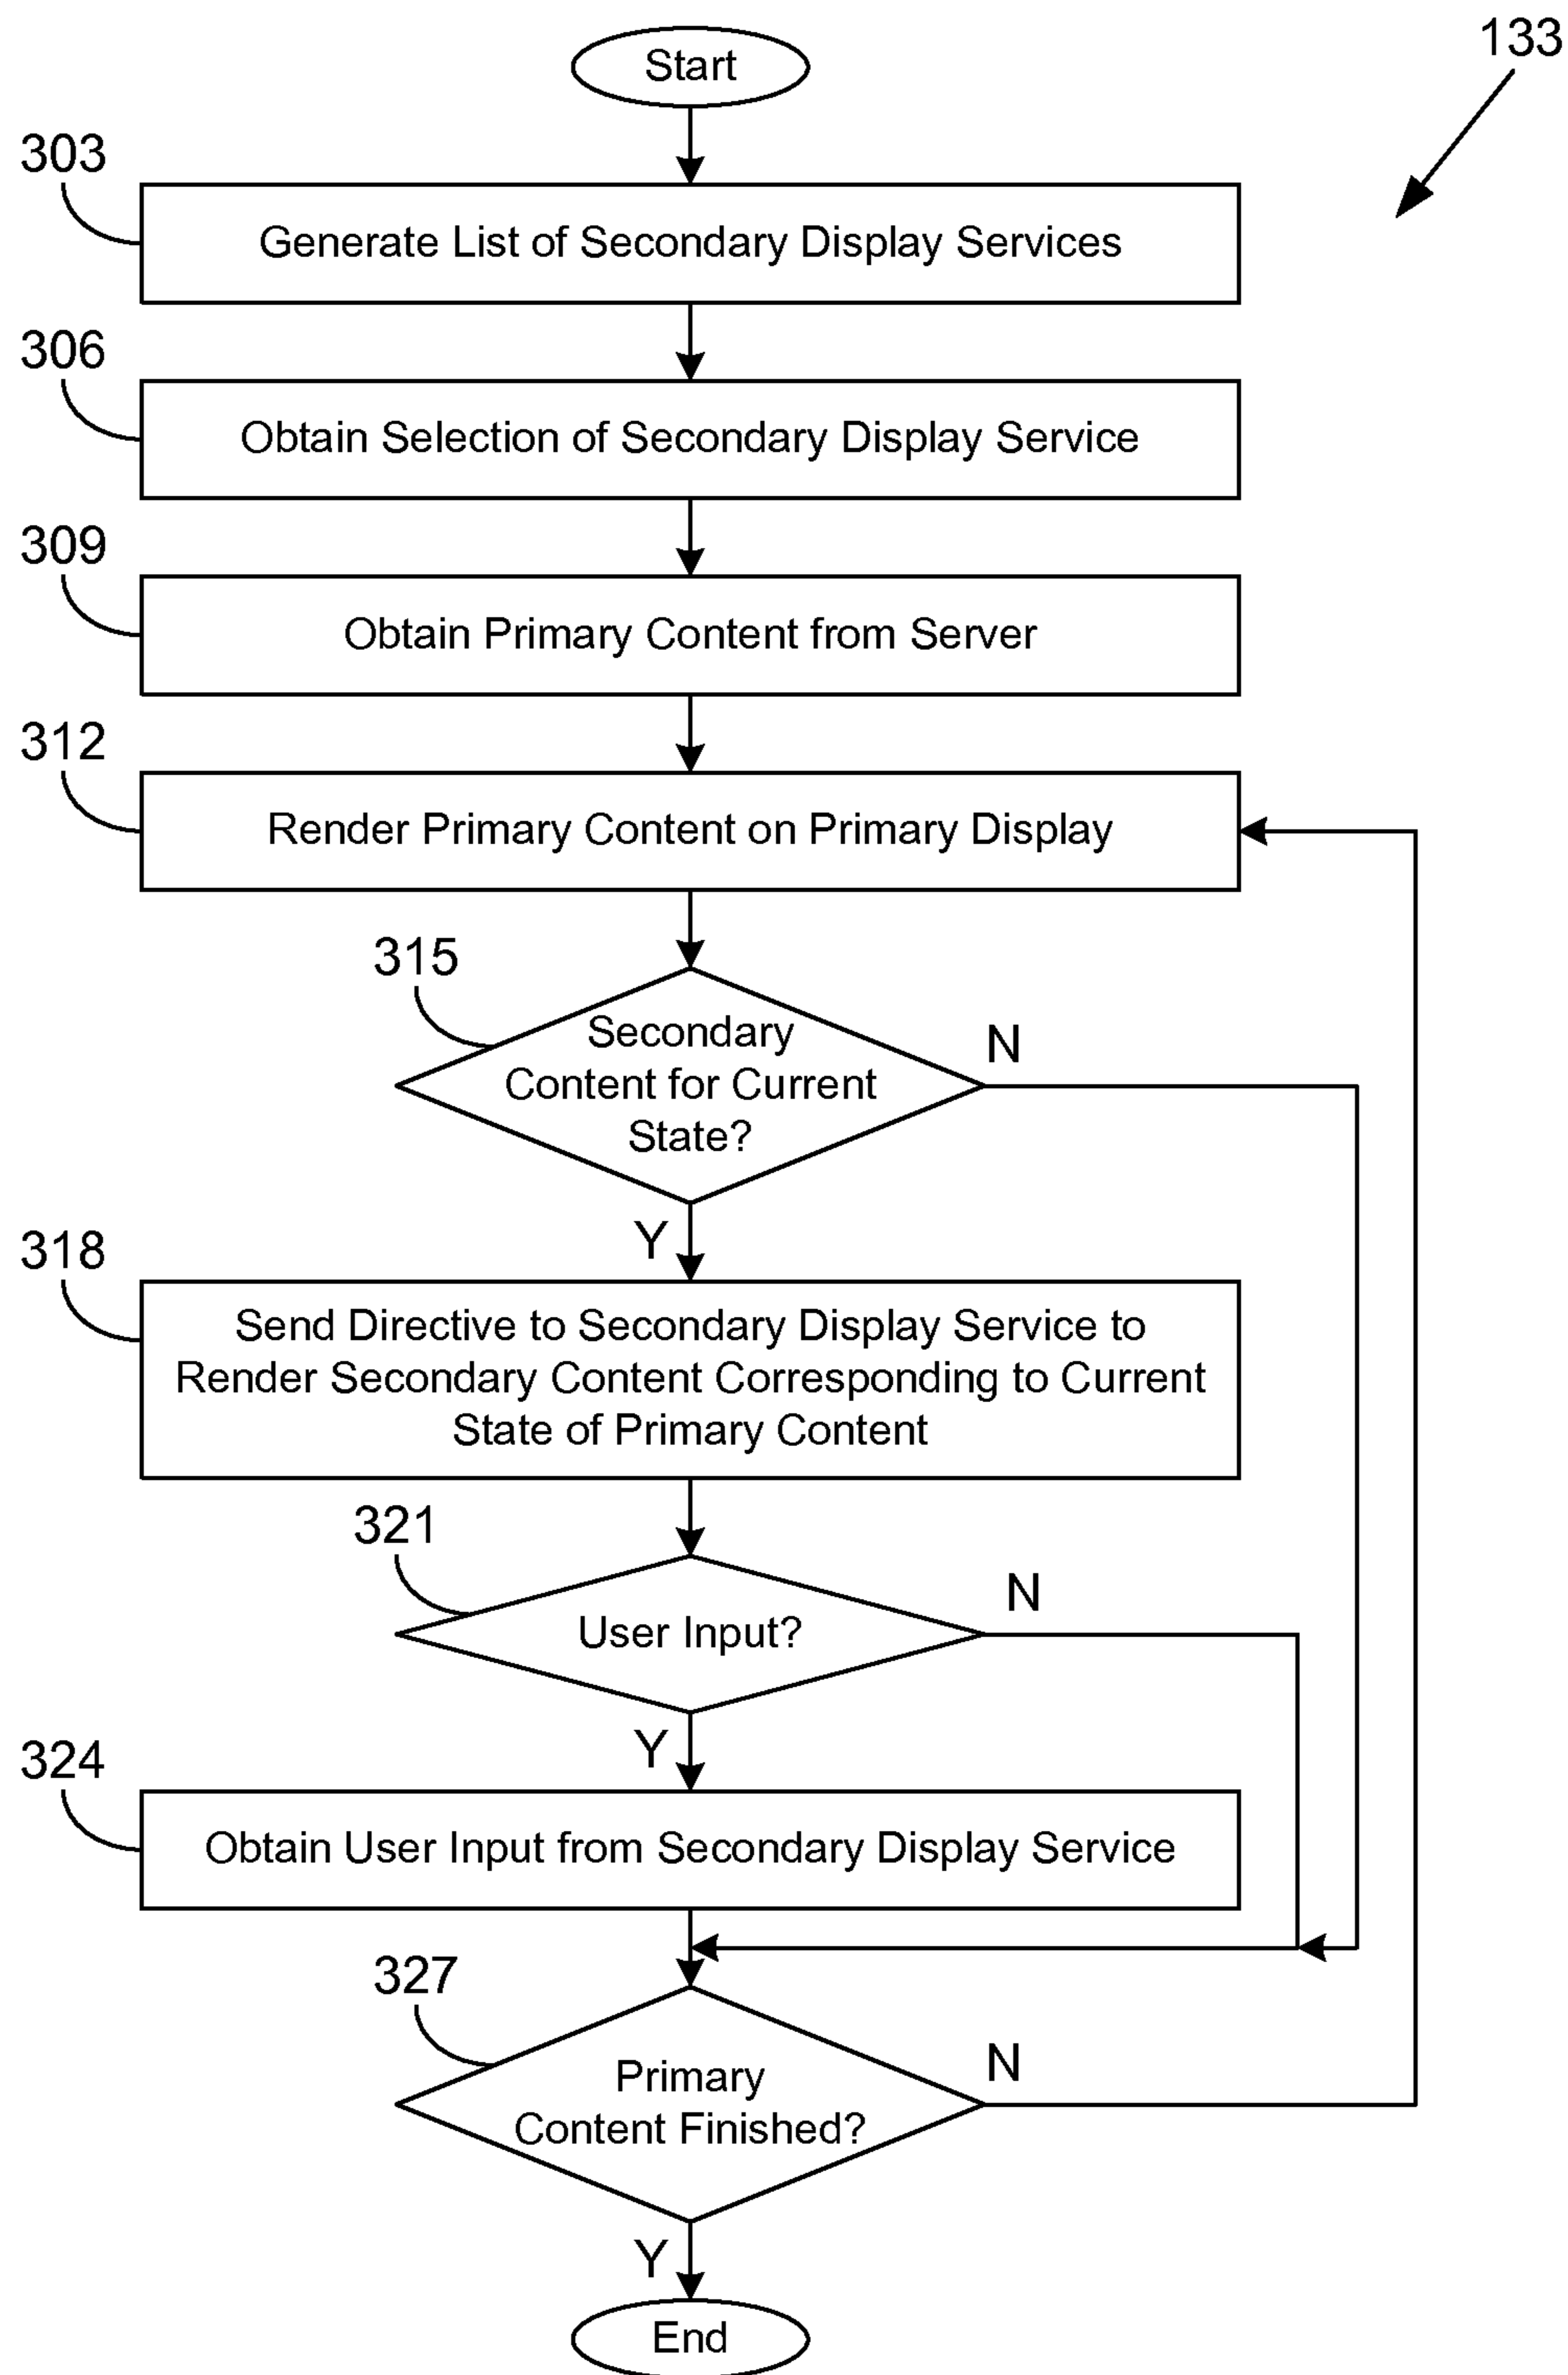 133
Start
303
Generate List of Secondary Display Services
306
Obtain Selection of Secondary Display Service
309
Obtain Primary Content from Server
312
Render Primary Content on Primary Display
315
Secondary
Content for Current
State?
N
Y
318
Send Directive to Secondary Display Service to
Render Secondary Content Corresponding to Current
State of Primary Content
321
User Input?
N
Y
324
Obtain User Input from Secondary Display Service
327
Primary
Content Finished?
N
Y
End